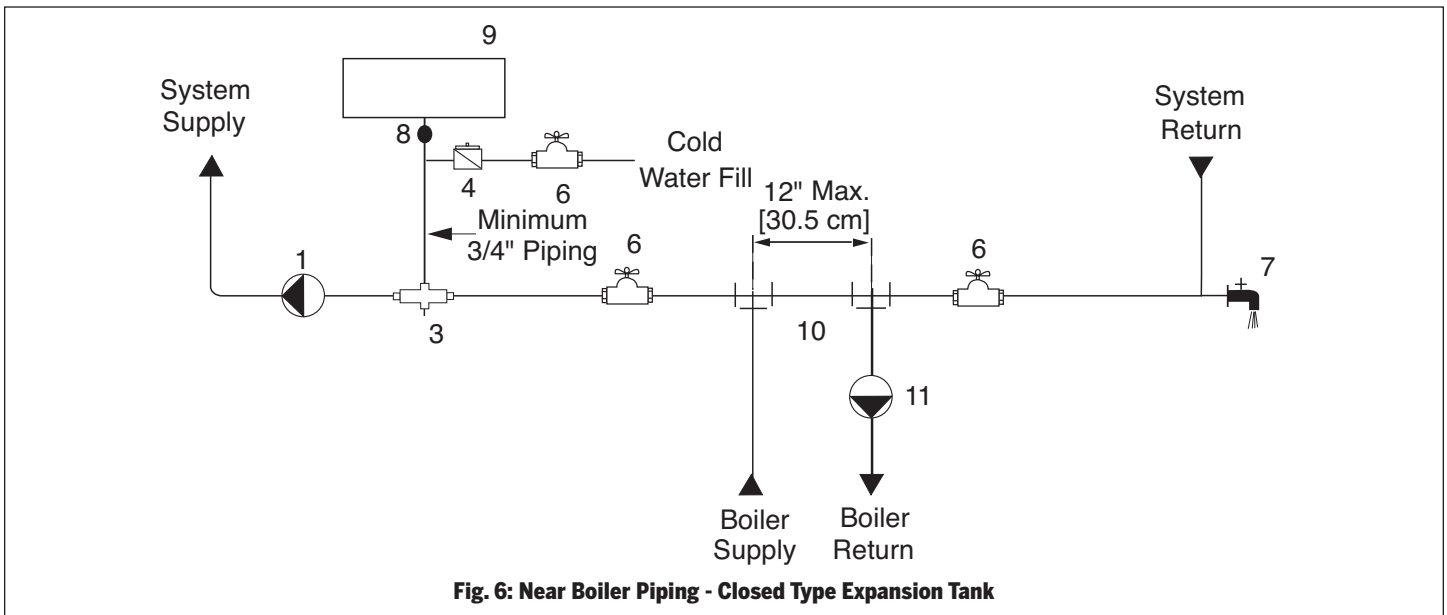 9
System
Supply
8
4
6
Cold
Water Fill
Minimum
3/4" Piping
12" Max.
[30.5 cm]
System
Return
1
3
6
10
6
7
11
Boiler
Supply
Boiler
Return
Fig. 6: Near Boiler Piping - Closed Type Expansion Tank